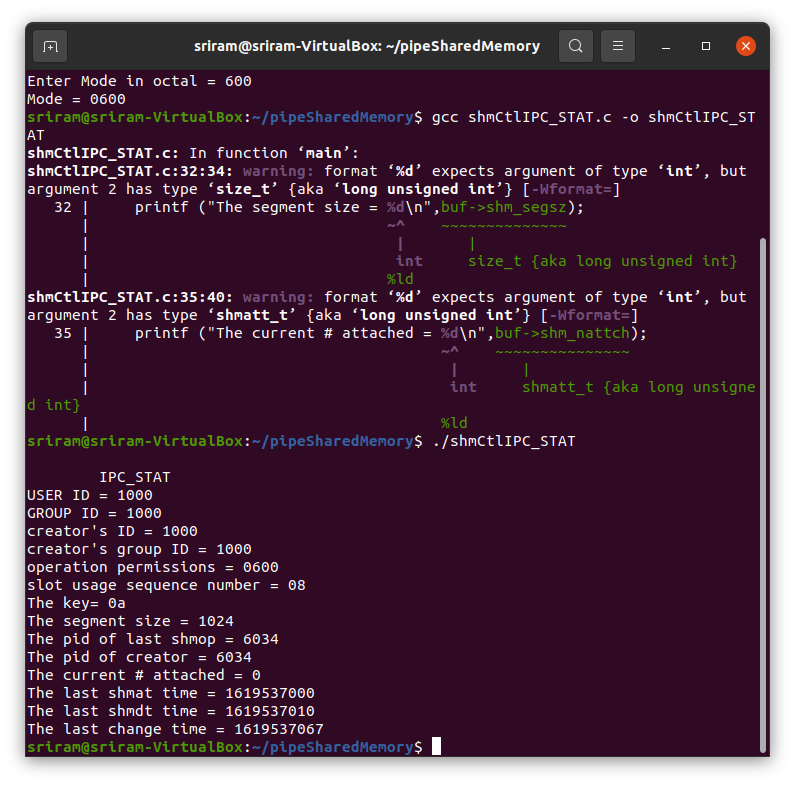 sriram@sriram-VirtualBox: ~/pipeSharedMemory
Enter Mode in octal = 600
Mode = 0600
sriram@sriram-VirtualBox:~/pipeSharedMemory$ gcc shmCtlIPC_STAT.c -o shmCtlIPC_ST
AT
shmCtlIPC_STAT.c: In function ‘main’:
shmCtlIPC_STAT.c:32:34: warning: format ‘%d’ expects argument of type ‘int’, but
argument 2 has type ‘size_t’ {aka ‘long unsigned int’} [-Wformat=]
   32 |     printf ("The segment size = %d\n",buf->shm_segsz);
      |                                 ~^    ~~~~~~~~~~~~~~
      |                                  |       |
      |                                  int     size_t {aka long unsigned int}
      |                                 %ld
shmCtlIPC_STAT.c:35:40: warning: format ‘%d’ expects argument of type ‘int’, but
argument 2 has type ‘shmatt_t’ {aka ‘long unsigned int’} [-Wformat=]
   35 |     printf ("The current # attached = %d\n",buf->shm_nattch);
      |                                       ~^    ~~~~~~~~~~~~~~~
      |                                        |       |
      |                                        int     shmatt_t {aka long unsigne
d int}
      |                                       %ld
sriram@sriram-VirtualBox:~/pipeSharedMemory$ ./shmCtlIPC_STAT
        IPC_STAT
USER ID = 1000
GROUP ID = 1000
creator's ID = 1000
creator's group ID = 1000
operation permissions = 0600
slot usage sequence number = 08
The key= 0a
The segment size = 1024
The pid of last shmop = 6034
The pid of creator = 6034
The current # attached = 0
The last shmat time = 1619537000
The last shmdt time = 1619537010
The last change time = 1619537067
sriram@sriram-VirtualBox:~/pipeSharedMemory$